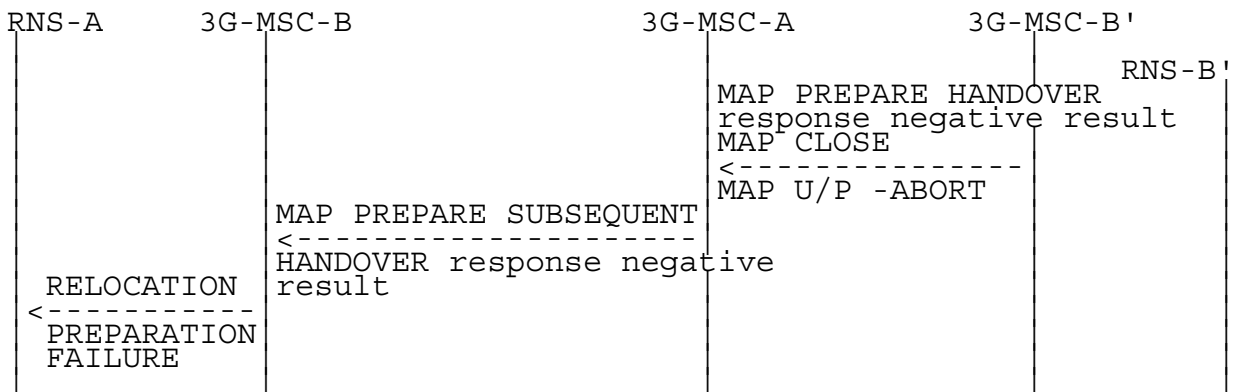 RNS-A 3G-MSC-B 3G-MSC-A 3G-MSC-B'
RNS-B'
MAP PREPARE HANDOVER
response negative result
MAP CLOSE
MAP U/P -ABORT
MAP PREPARE SUBSEQUENT
HANDOVER response negative
result
RELOCATION
PREPARATION
FAILURE